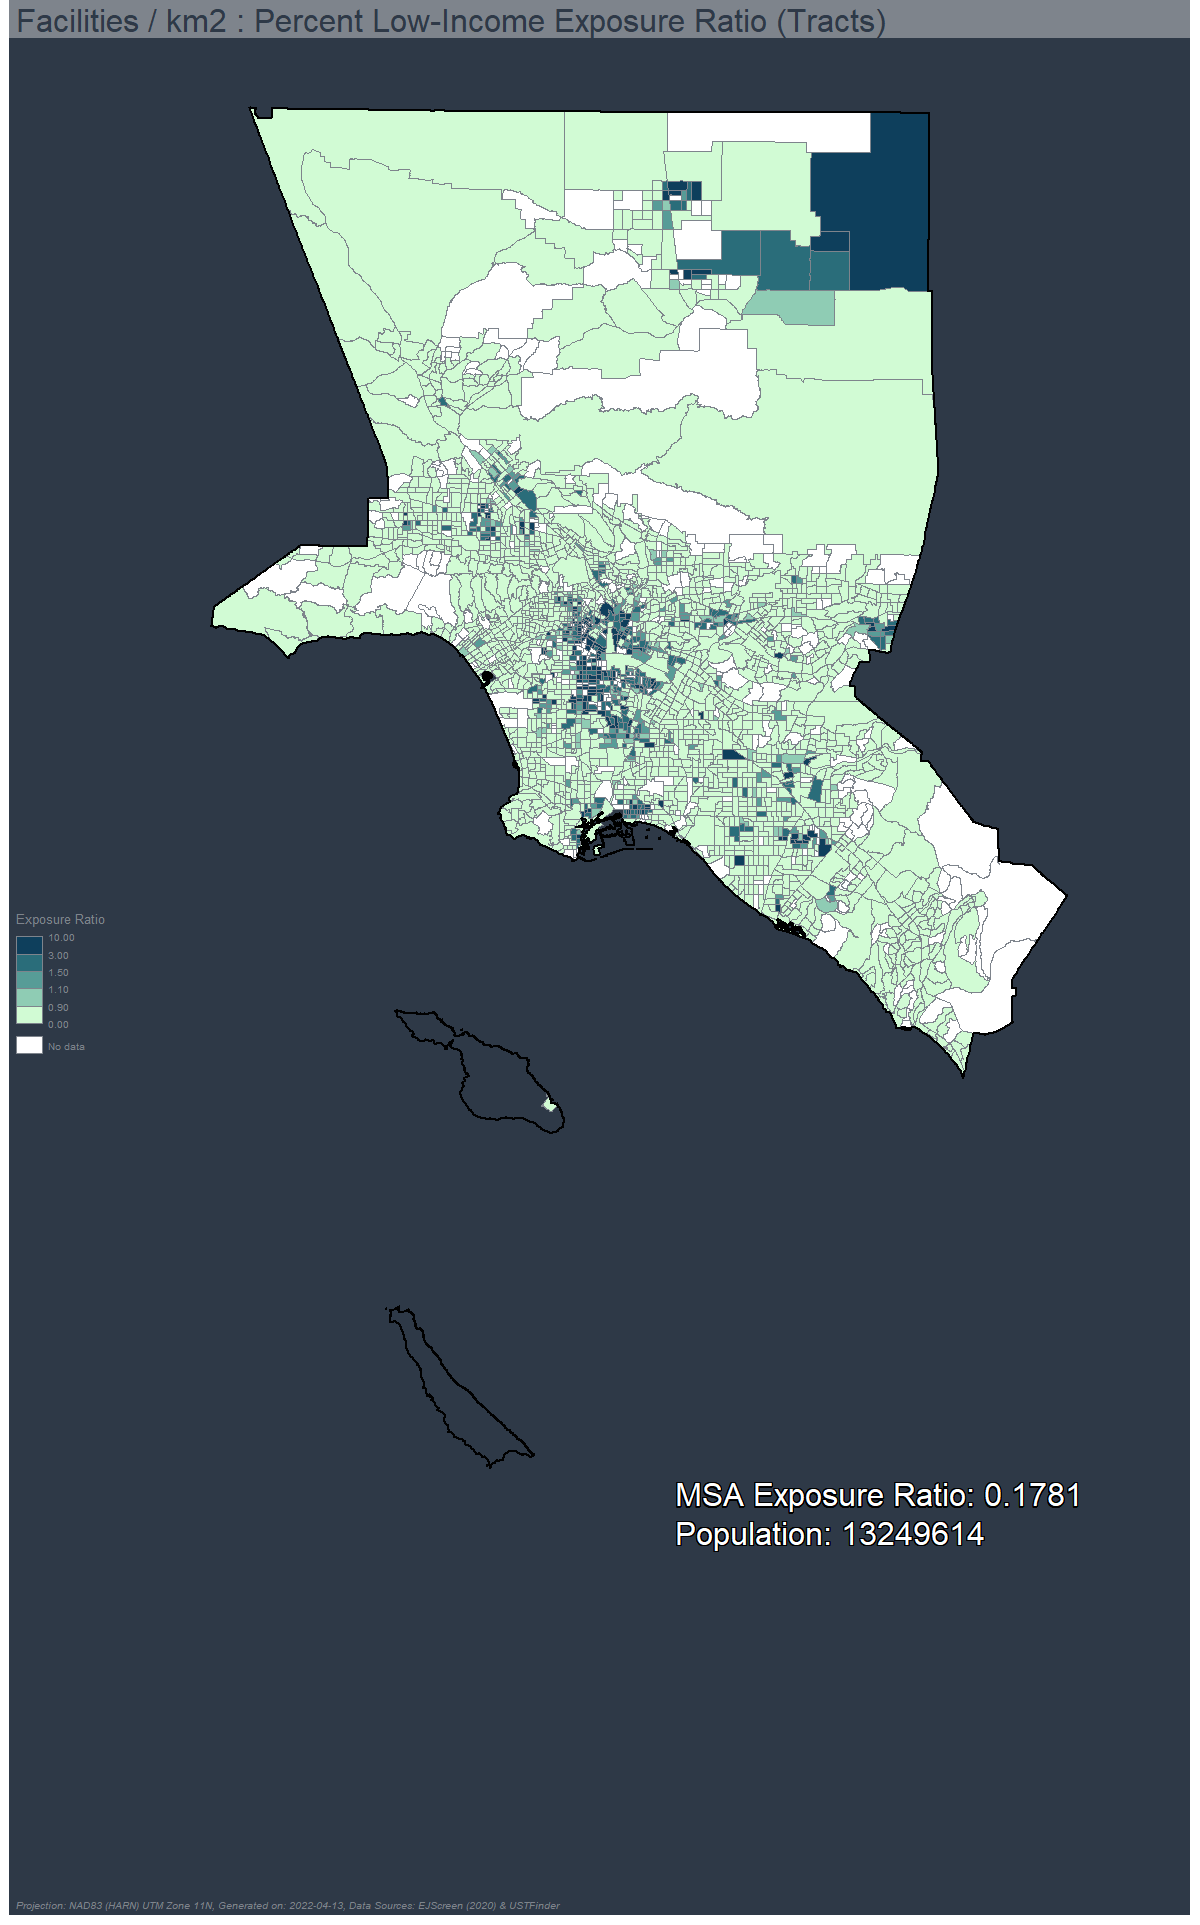 Facilities / km2 : Percent Low-Income Exposure Ratio (Tracts)
Exposure Ratio
10.00
3.00
1.50
1.10
0.90
0.00
No data
MSA Exposure Ratio: 0.1781
Population: 13249614
Projection: NAD83 (HARN) UTM Zone 11N, Generated on: 2022-04-13, Data Sources: EJScreen (2020) & USTFinder